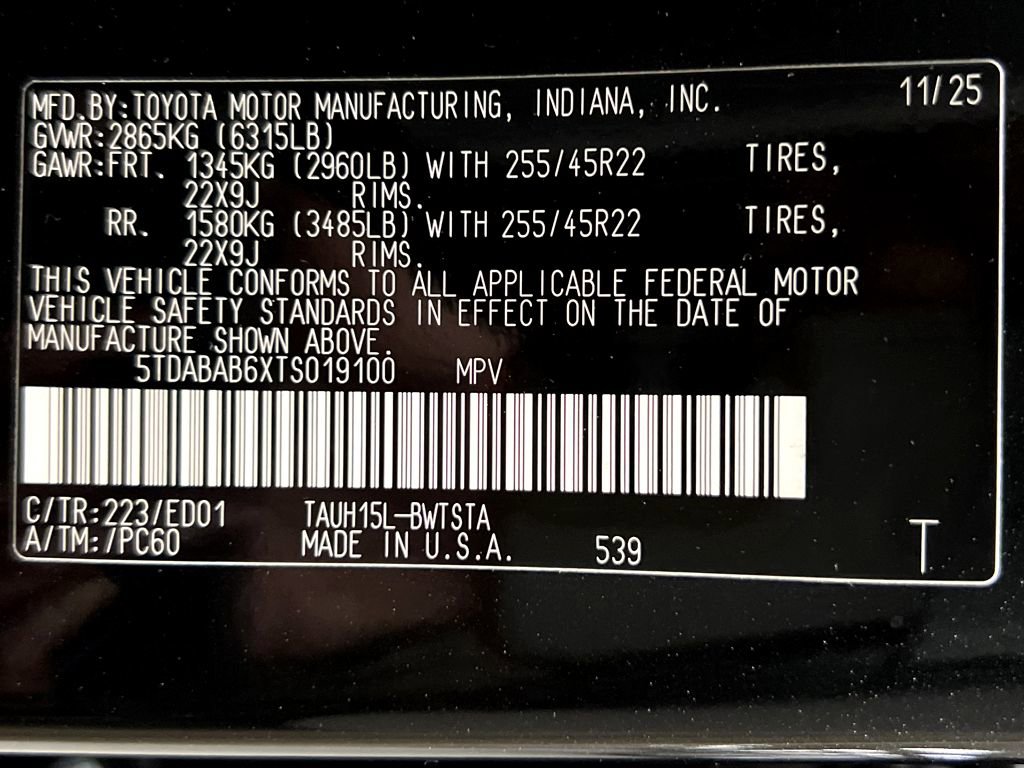 MFD.BY:TOYOTA MOTOR MANUFACTURING, INDIANA, INC. 11/25
GVWR:2865KG (6315LB)
GAWR:FRT. 1345KG (2960LB) WITH 255/45R22 TIRES,
22X9J RIMS.
RR. 1580KG (3485LB) WITH 255/45R22 TIRES,
22X9J RIMS.
THIS VEHICLE CONFORMS TO ALL APPLICABLE FEDERAL MOTOR
VEHICLE SAFETY STANDARDS IN EFFECT ON THE DATE OF
MANUFACTURE SHOWN ABOVE.
5TDABAB6XTS019100 MPV
C/TR:223/ED01 TAUH15L-BWTSTA
A/TM:/PC60 MADE IN U.S.A. 539 T